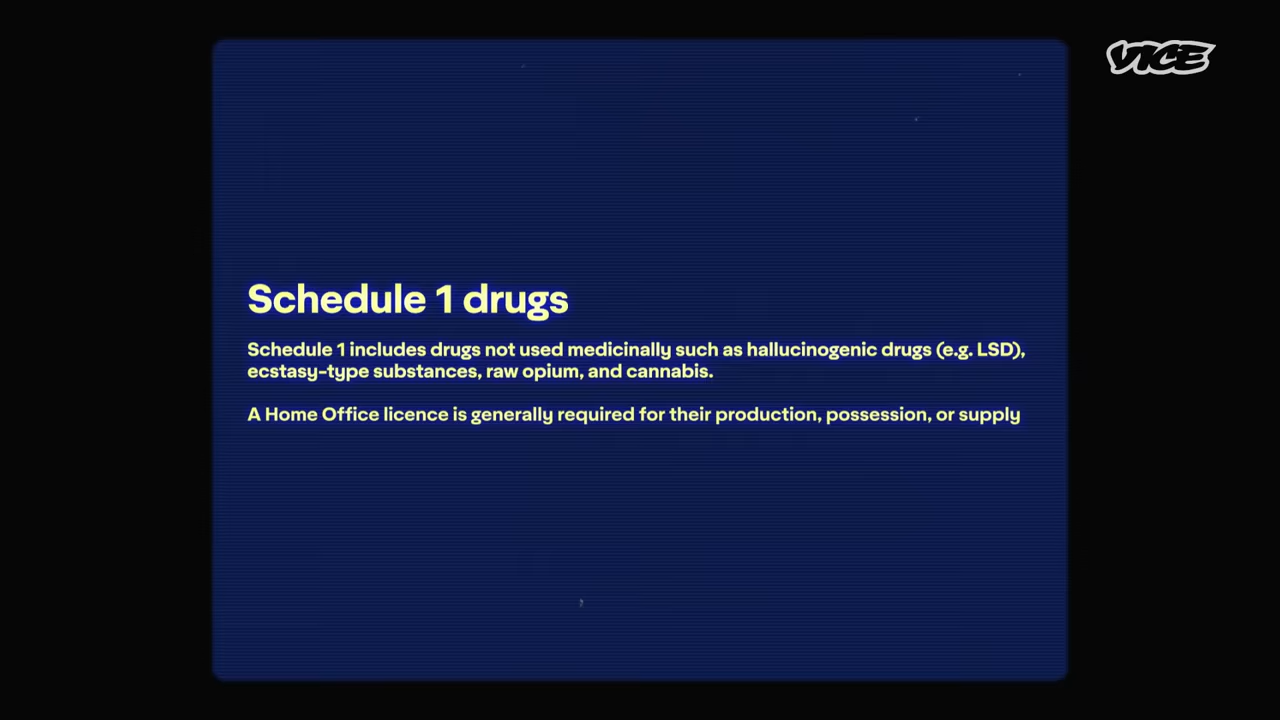 VICE
Schedule 1 drugs
Schedule 1 includes drugs not used medicinally such as hallucinogenic drugs (e.g. LSD),
ecstasy-type substances, raw opium, and cannabis.
A Home Office licence is generally required for their production, possession, or supply